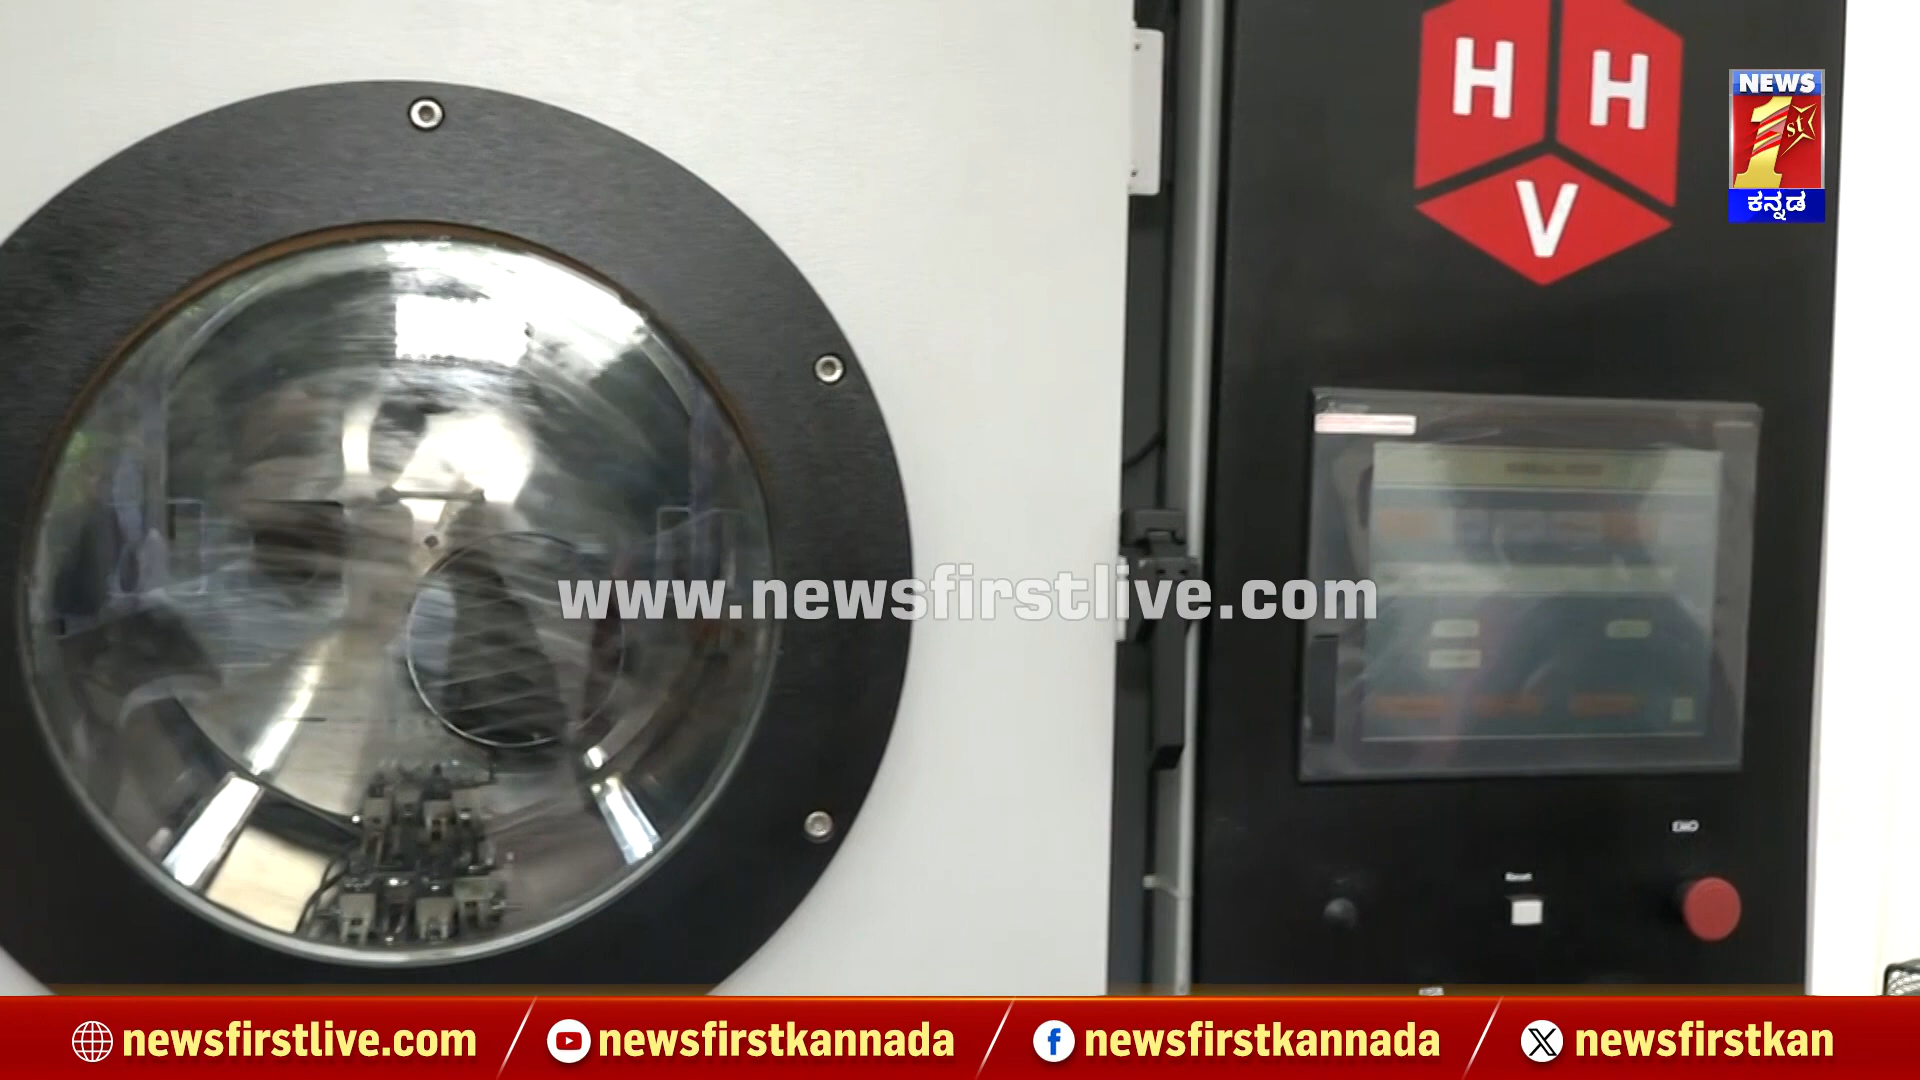 H H
V
NEWS
1st
ಕನ್ನಡ
www.newsfirstlive.com
EMO
Reset
newsfirstlive.com
newsfirstkannada
newsfirstkannada
newsfirstkan